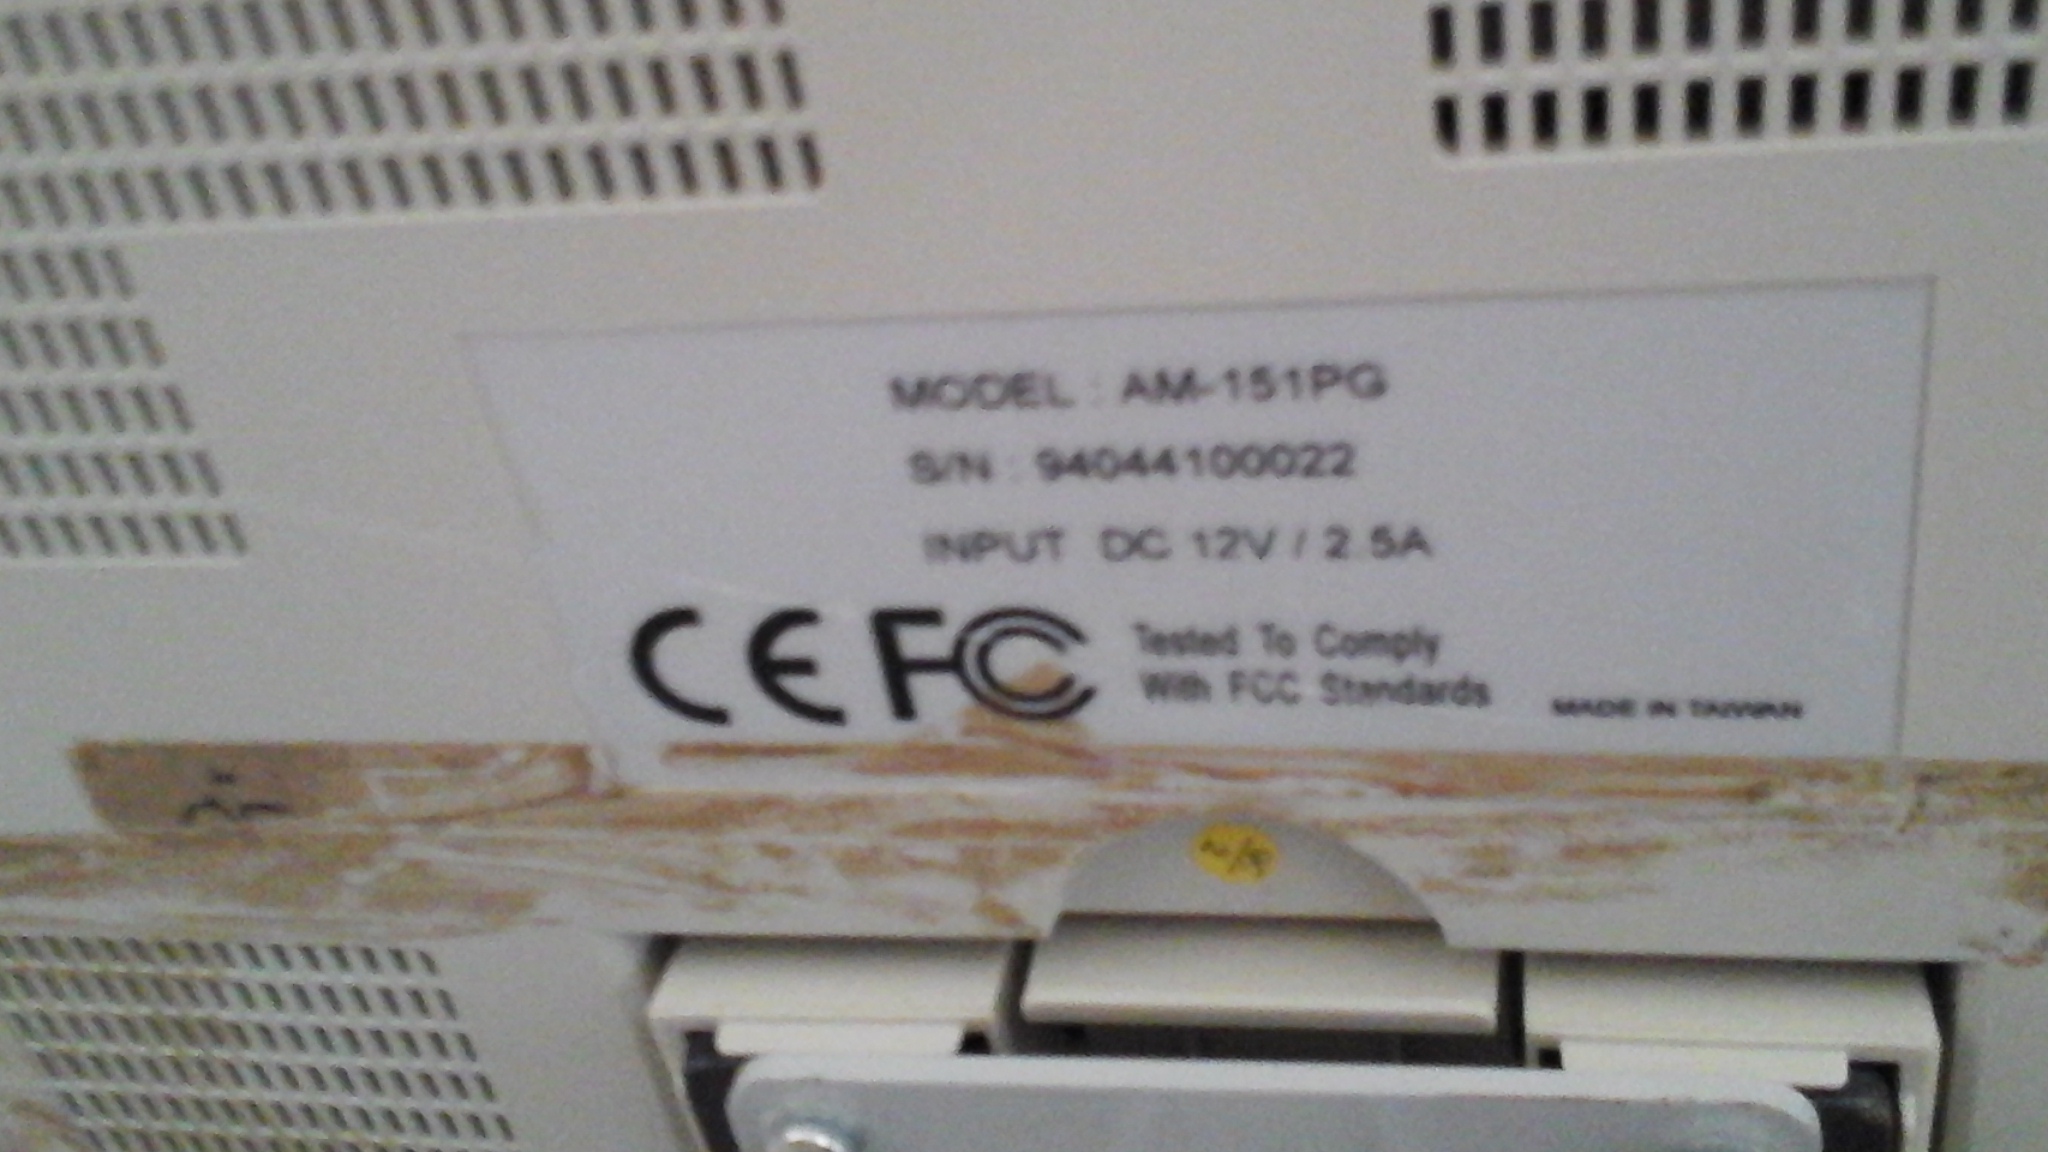 MODEL : AM-151PG
S/N : 94044100022
INPUT DC 12V / 2.5A
CE FC Tested To Comply
With FCC Standards
MADE IN TAIWAN